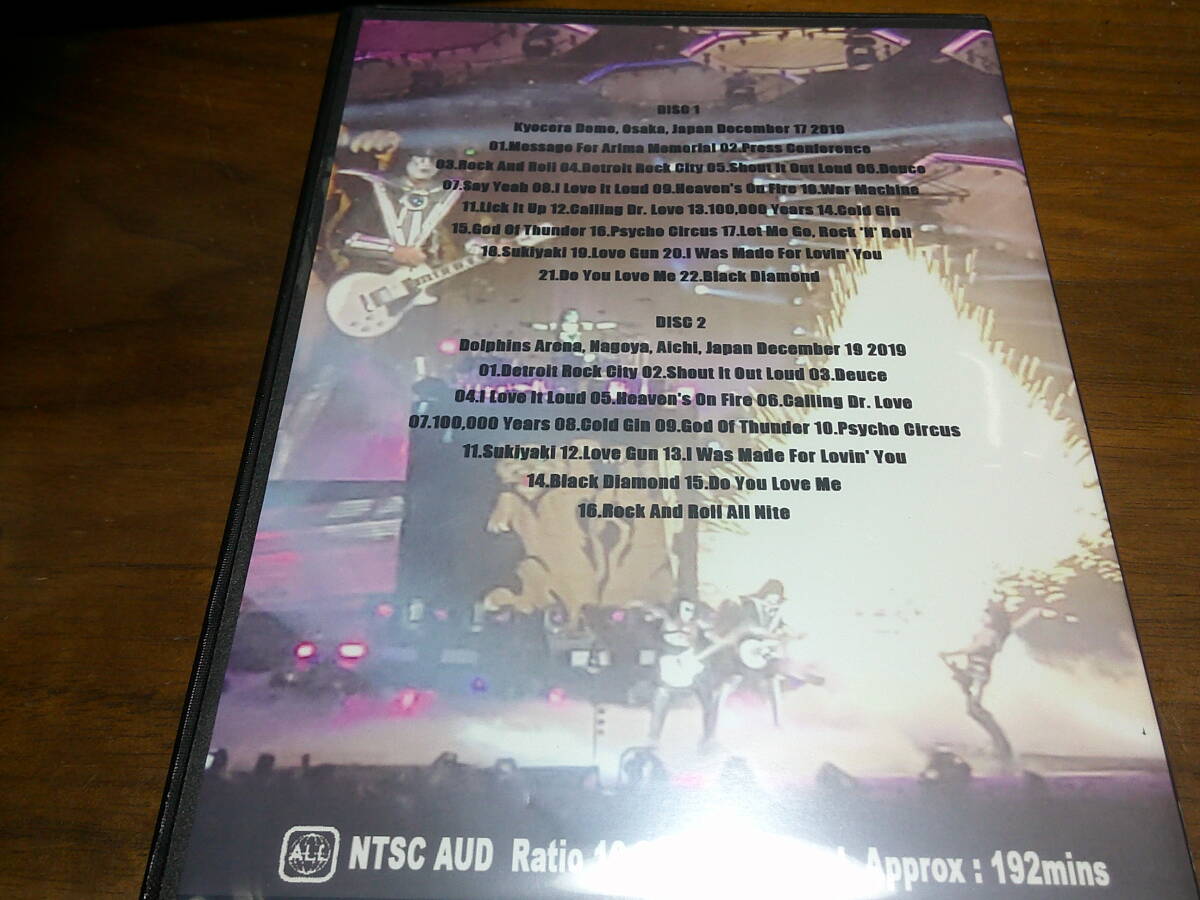 DISC 1
Kyocera Dome, Osaka, Japan December 17 2019
01.Message For Arima Memorial 02.Press Conference
03.Rock And Roll 04.Detroit Rock City 05.Shout It Out Loud 06.Deuce
07.Say Yeah 08.I Love It Loud 09.Heaven's On Fire 10.War Machine
11.Lick It Up 12.Calling Dr. Love 13.100,000 Years 14.Cold Gin
15.God Of Thunder 16.Psycho Circus 17.Let Me Go, Rock 'N' Roll
18.Sukiyaki 19.Love Gun 20.I Was Made For Lovin' You
21.Do You Love Me 22.Black Diamond
DISC 2
Dolphins Arena, Nagoya, Aichi, Japan December 19 2019
01.Detroit Rock City 02.Shout It Out Loud 03.Deuce
04.I Love It Loud 05.Heaven's On Fire 06.Calling Dr. Love
07.100,000 Years 08.Cold Gin 09.God Of Thunder 10.Psycho Circus
11.Sukiyaki 12.Love Gun 13.I Was Made For Lovin' You
14.Black Diamond 15.Do You Love Me
16.Rock And Roll All Nite
ALL NTSC AUD Ratio Approx : 192mins